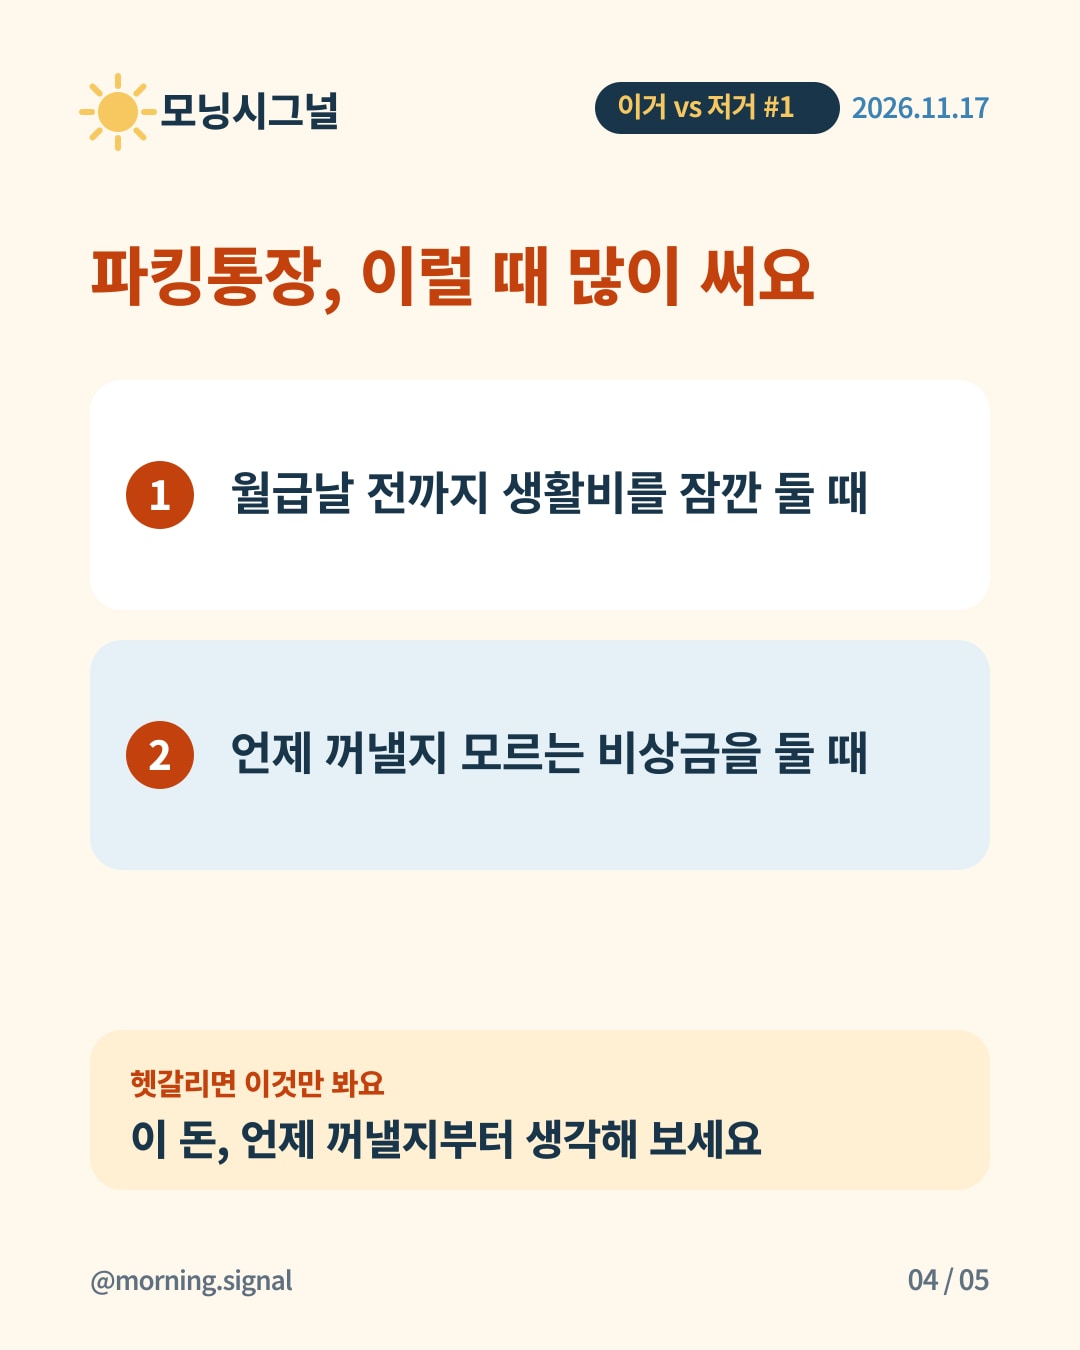 모닝시그널
이거 vs 저거 #1
2026.11.17
파킹통장, 이럴 때 많이 써요
1
월급날 전까지 생활비를 잠깐 둘 때
2
언제 꺼낼지 모르는 비상금을 둘 때
헷갈리면 이것만 봐요
이 돈, 언제 꺼낼지부터 생각해 보세요
@morning.signal
04 / 05